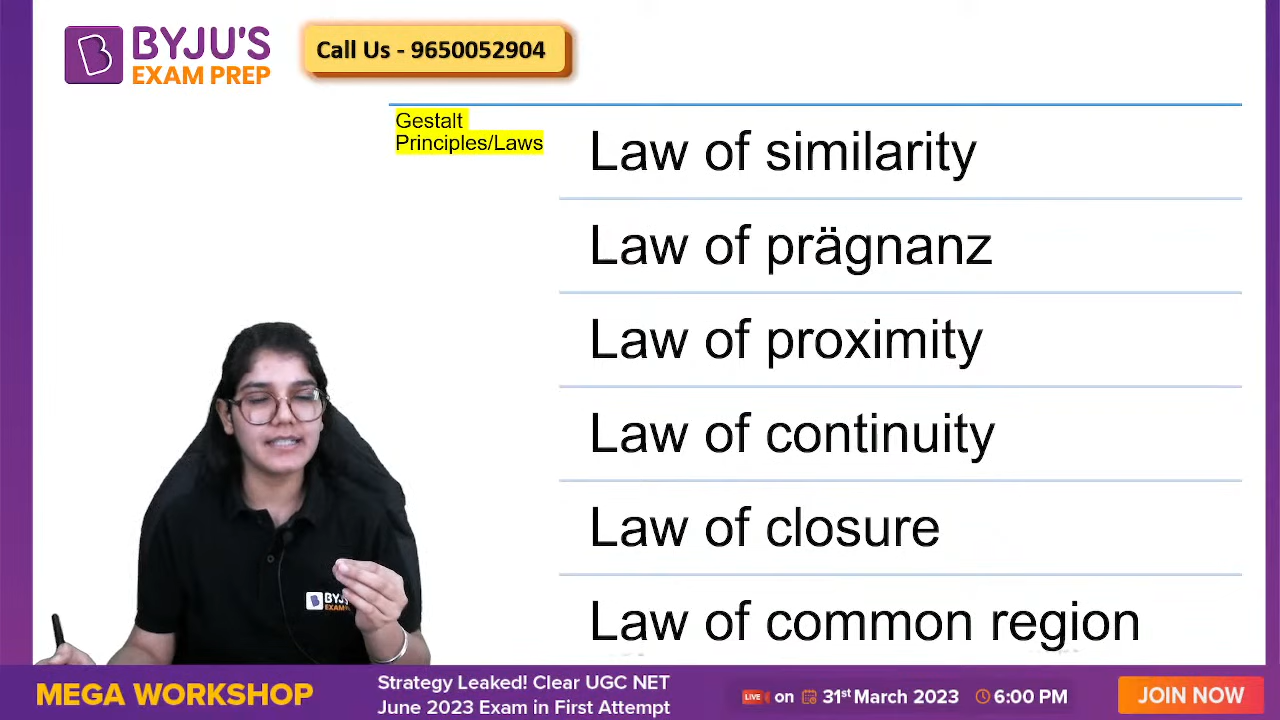 BYJU'S
EXAM PREP
Call Us - 9650052904
Gestalt
Principles/Laws
Law of similarity
Law of prägnanz
Law of proximity
Law of continuity
Law of closure
Law of common region
MEGA WORKSHOP
Strategy Leaked! Clear UGC NET
June 2023 Exam in First Attempt
LIVE on 31st March 2023 6:00 PM
JOIN NOW